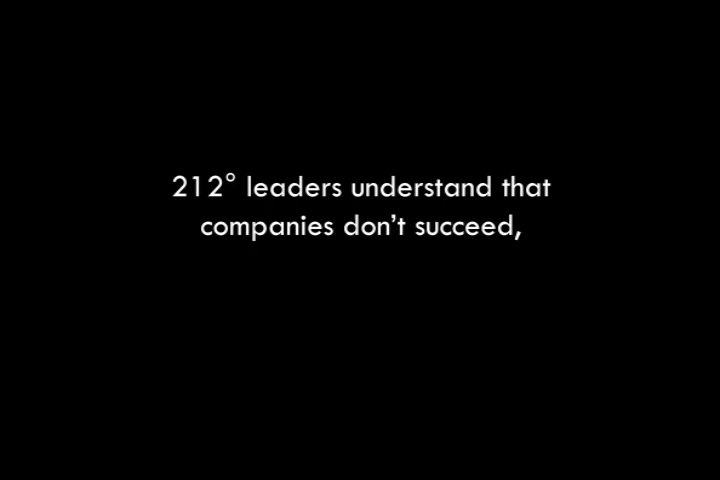 212° leaders understand that
companies don’t succeed,